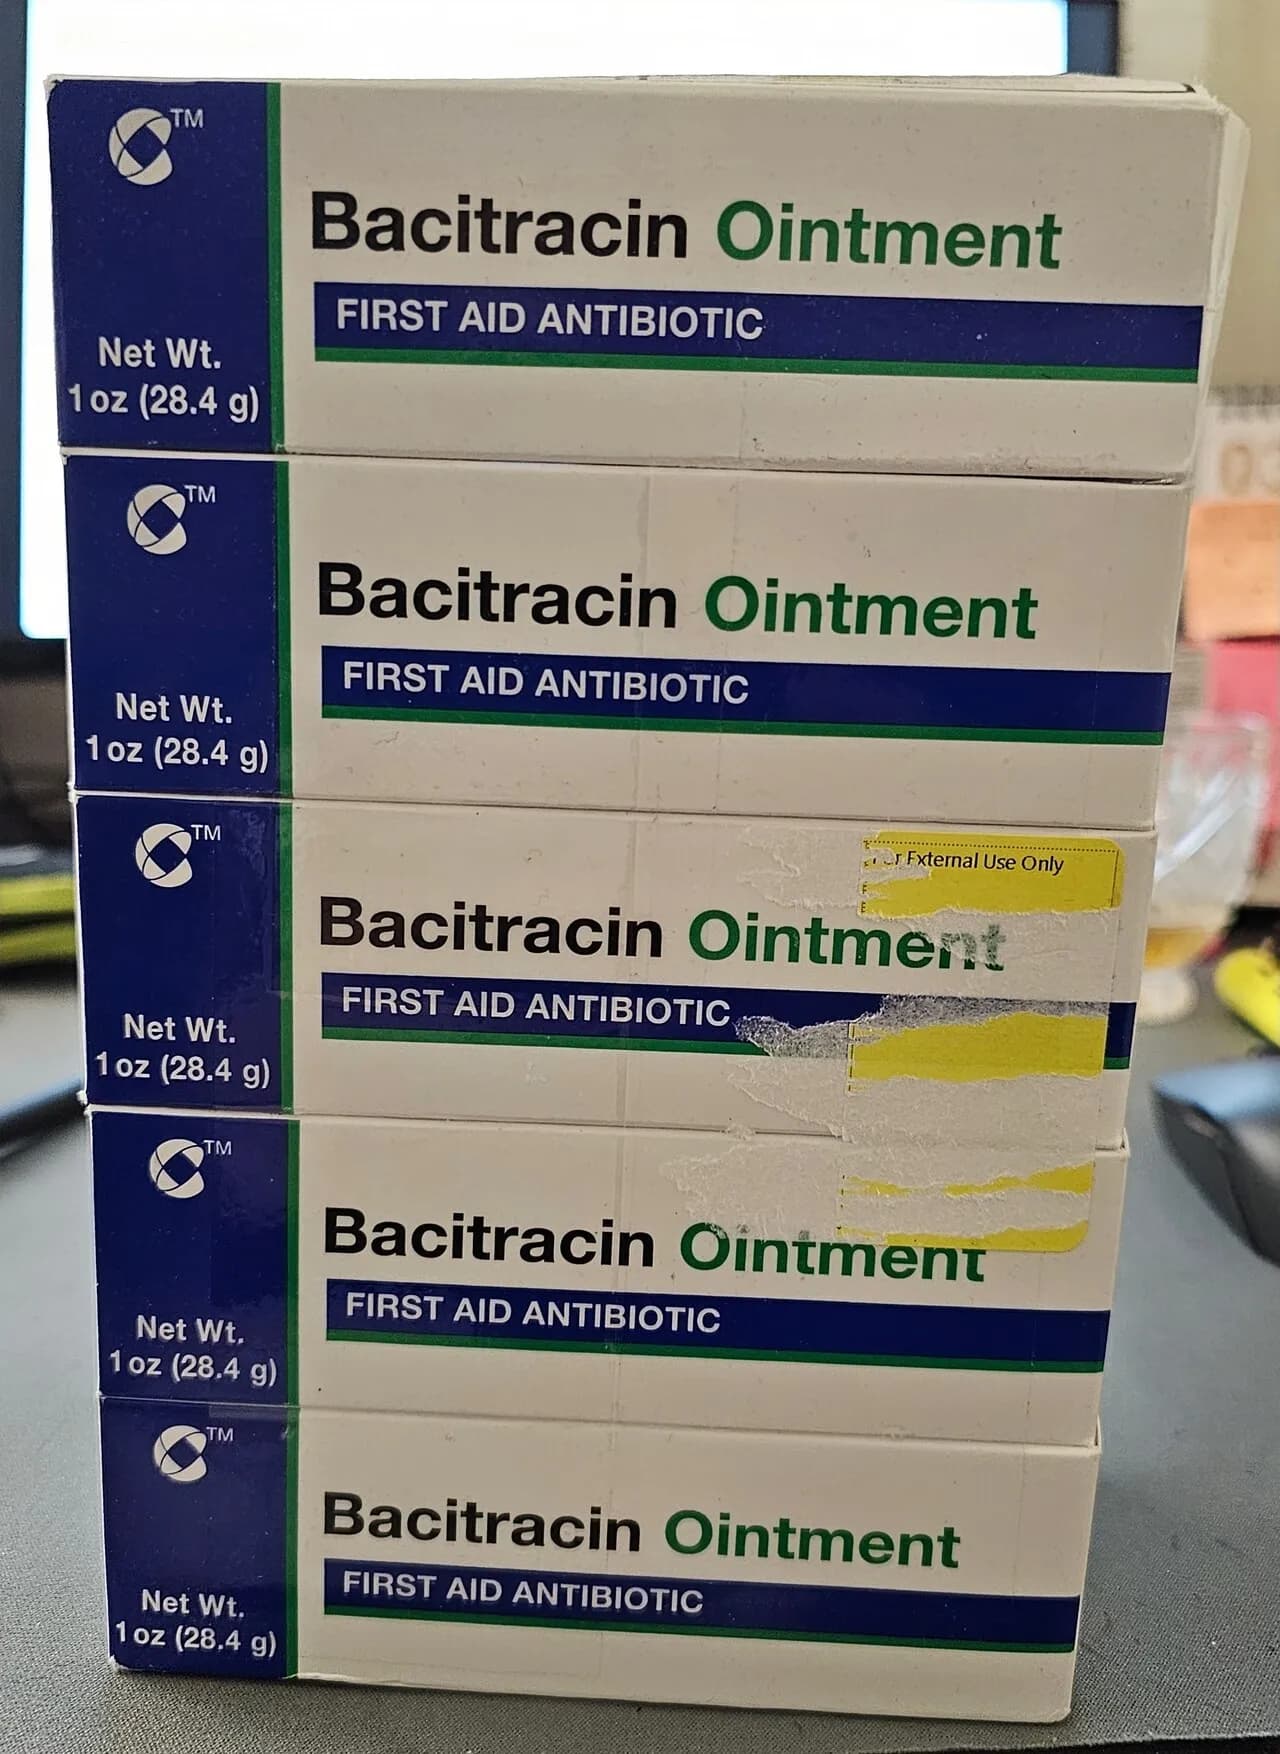 TM
Bacitracin Ointment
FIRST AID ANTIBIOTIC
Net Wt.
1 oz (28.4 g)
TM
Bacitracin Ointment
FIRST AID ANTIBIOTIC
Net Wt.
1 oz (28.4 g)
TM
External Use Only
Bacitracin Ointment
FIRST AID ANTIBIOTIC
Net Wt.
1 oz (28.4 g)
TM
Bacitracin Ointment
FIRST AID ANTIBIOTIC
Net Wt.
1 oz (28.4 g)
TM
Bacitracin Ointment
FIRST AID ANTIBIOTIC
Net Wt.
1 oz (28.4 g)